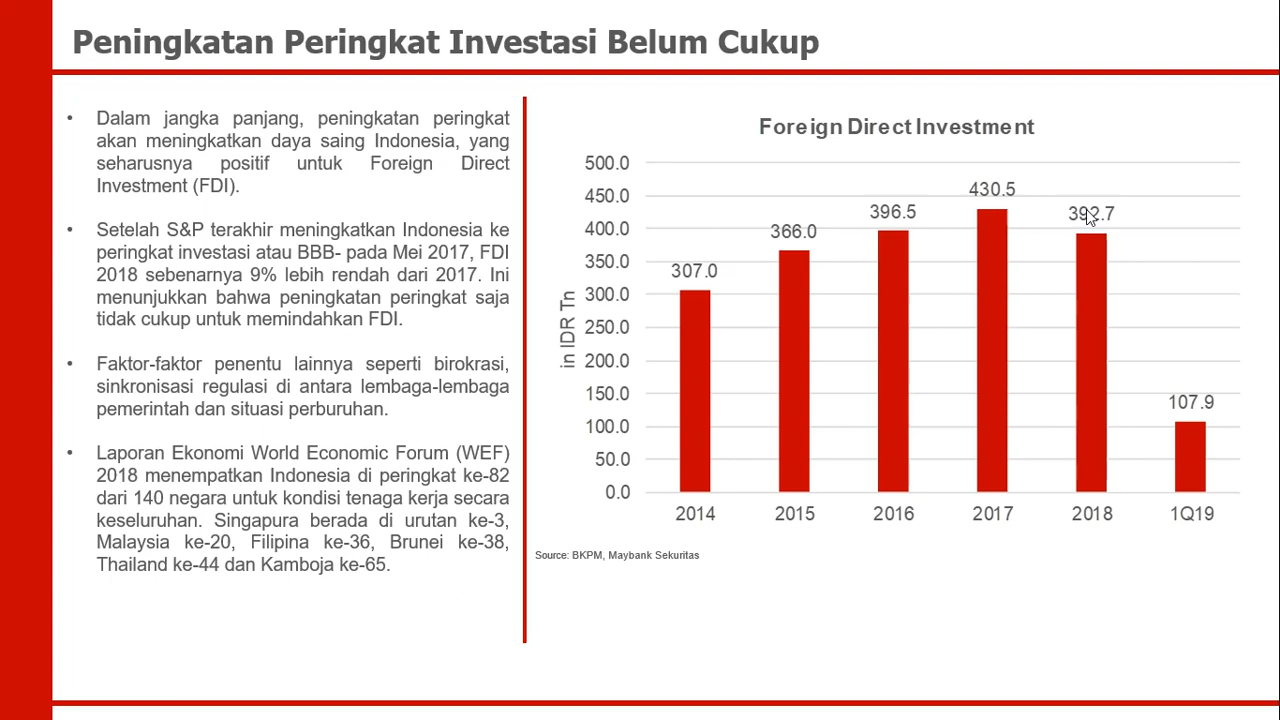 Peningkatan Peringkat Investasi Belum Cukup
• Dalam jangka panjang, peningkatan peringkat
akan meningkatkan daya saing Indonesia, yang
seharusnya positif untuk Foreign Direct
Investment (FDI).
• Setelah S&P terakhir meningkatkan Indonesia ke
peringkat investasi atau BBB- pada Mei 2017, FDI
2018 sebenarnya 9% lebih rendah dari 2017. Ini
menunjukkan bahwa peningkatan peringkat saja
tidak cukup untuk memindahkan FDI.
• Faktor-faktor penentu lainnya seperti birokrasi,
sinkronisasi regulasi di antara lembaga-lembaga
pemerintah dan situasi perburuhan.
• Laporan Ekonomi World Economic Forum (WEF)
2018 menempatkan Indonesia di peringkat ke-82
dari 140 negara untuk kondisi tenaga kerja secara
keseluruhan. Singapura berada di urutan ke-3,
Malaysia ke-20, Filipina ke-36, Brunei ke-38,
Thailand ke-44 dan Kamboja ke-65.
Foreign Direct Investment
in IDR Tn
500.0
450.0
400.0
350.0
300.0
250.0
200.0
150.0
100.0
50.0
0.0
307.0
366.0
396.5
430.5
392.7
107.9
2014 2015 2016 2017 2018 1Q19
Source: BKPM, Maybank Sekuritas